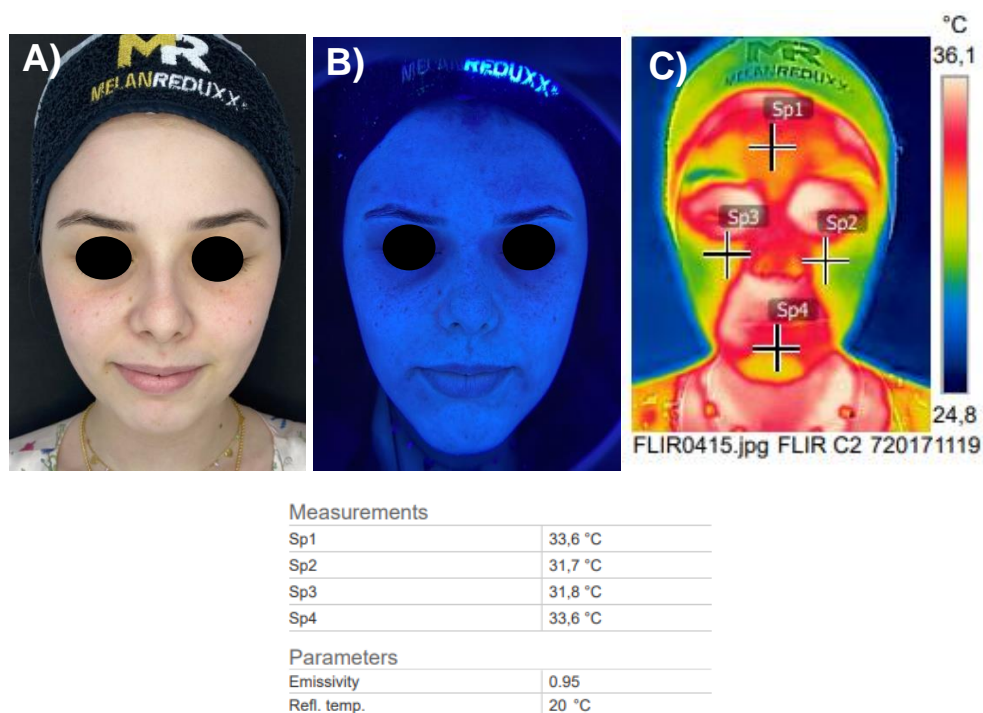 A)
MR
MELANREDUXX
B)
MELANREDUXX
C)
MR
MELANREDUXX
°C
36,1
Sp1
Sp3
Sp2
Sp4
24,8
FLIR0415.jpg FLIR C2 720171119
Measurements
Sp1 33,6 °C
Sp2 31,7 °C
Sp3 31,8 °C
Sp4 33,6 °C
Parameters
Emissivity 0.95
Refl. temp. 20 °C